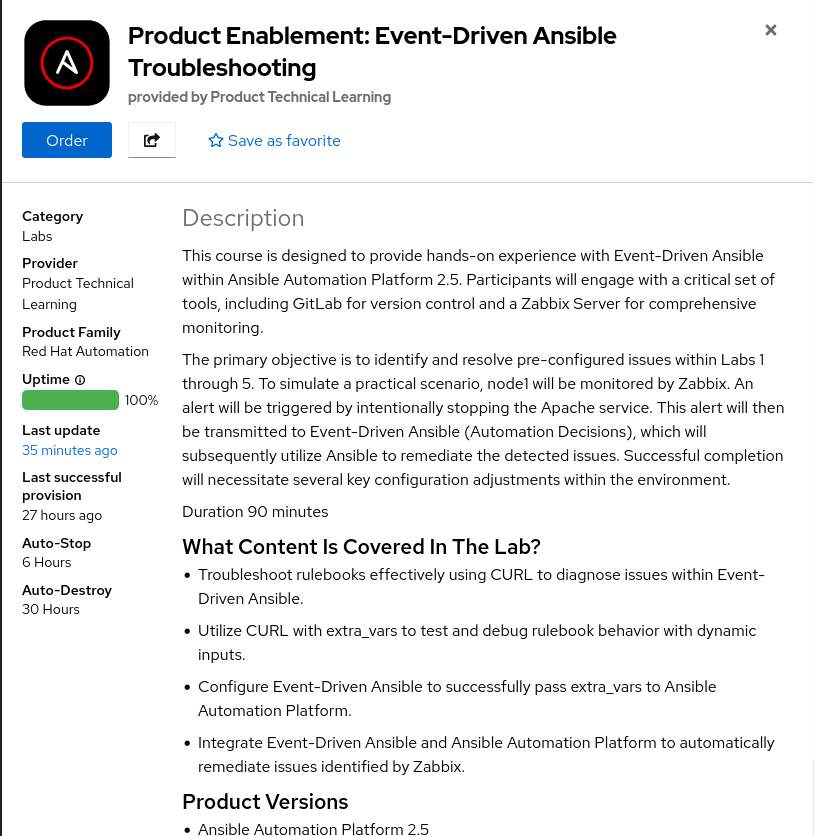 Product Enablement: Event-Driven Ansible
Troubleshooting
provided by Product Technical Learning
Order
Save as favorite
Category
Labs
Provider
Product Technical
Learning
Product Family
Red Hat Automation
Uptime
100%
Last update
35 minutes ago
Last successful
provision
27 hours ago
Auto-Stop
6 Hours
Auto-Destroy
30 Hours
Description
This course is designed to provide hands-on experience with Event-Driven Ansible
within Ansible Automation Platform 2.5. Participants will engage with a critical set of
tools, including GitLab for version control and a Zabbix Server for comprehensive
monitoring.
The primary objective is to identify and resolve pre-configured issues within Labs 1
through 5. To simulate a practical scenario, node1 will be monitored by Zabbix. An
alert will be triggered by intentionally stopping the Apache service. This alert will then
be transmitted to Event-Driven Ansible (Automation Decisions), which will
subsequently utilize Ansible to remediate the detected issues. Successful completion
will necessitate several key configuration adjustments within the environment.
Duration 90 minutes
What Content Is Covered In The Lab?
• Troubleshoot rulebooks effectively using CURL to diagnose issues within Event-
Driven Ansible.
• Utilize CURL with extra_vars to test and debug rulebook behavior with dynamic
inputs.
• Configure Event-Driven Ansible to successfully pass extra_vars to Ansible
Automation Platform.
• Integrate Event-Driven Ansible and Ansible Automation Platform to automatically
remediate issues identified by Zabbix.
Product Versions
• Ansible Automation Platform 2.5